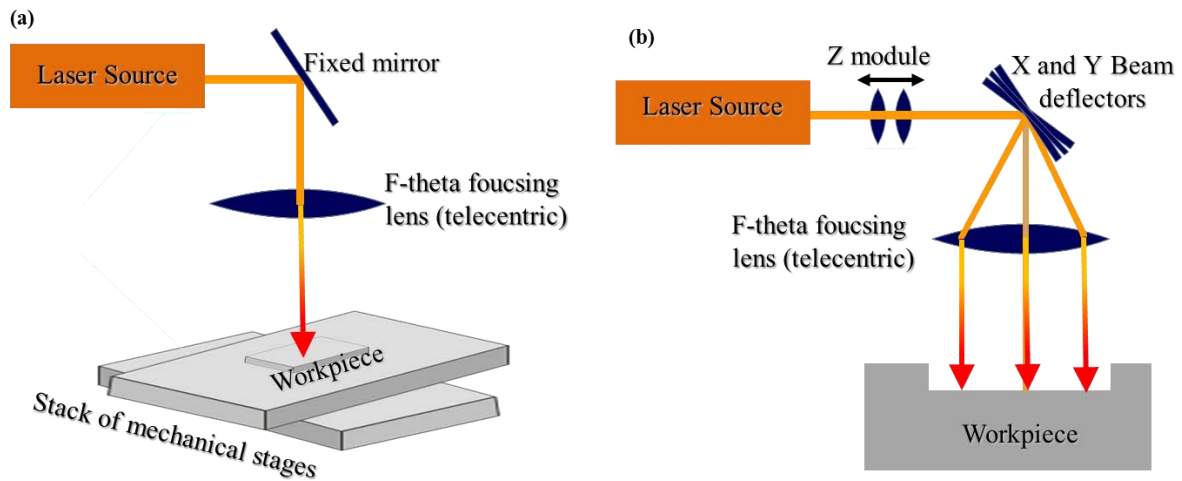 (a)
Laser Source
Fixed mirror
F-theta foucsing
lens (telecentric)
Workpiece
Stack of mechanical stages
(b)
Z module
X and Y Beam
deflectors
Laser Source
F-theta foucsing
lens (telecentric)
Workpiece